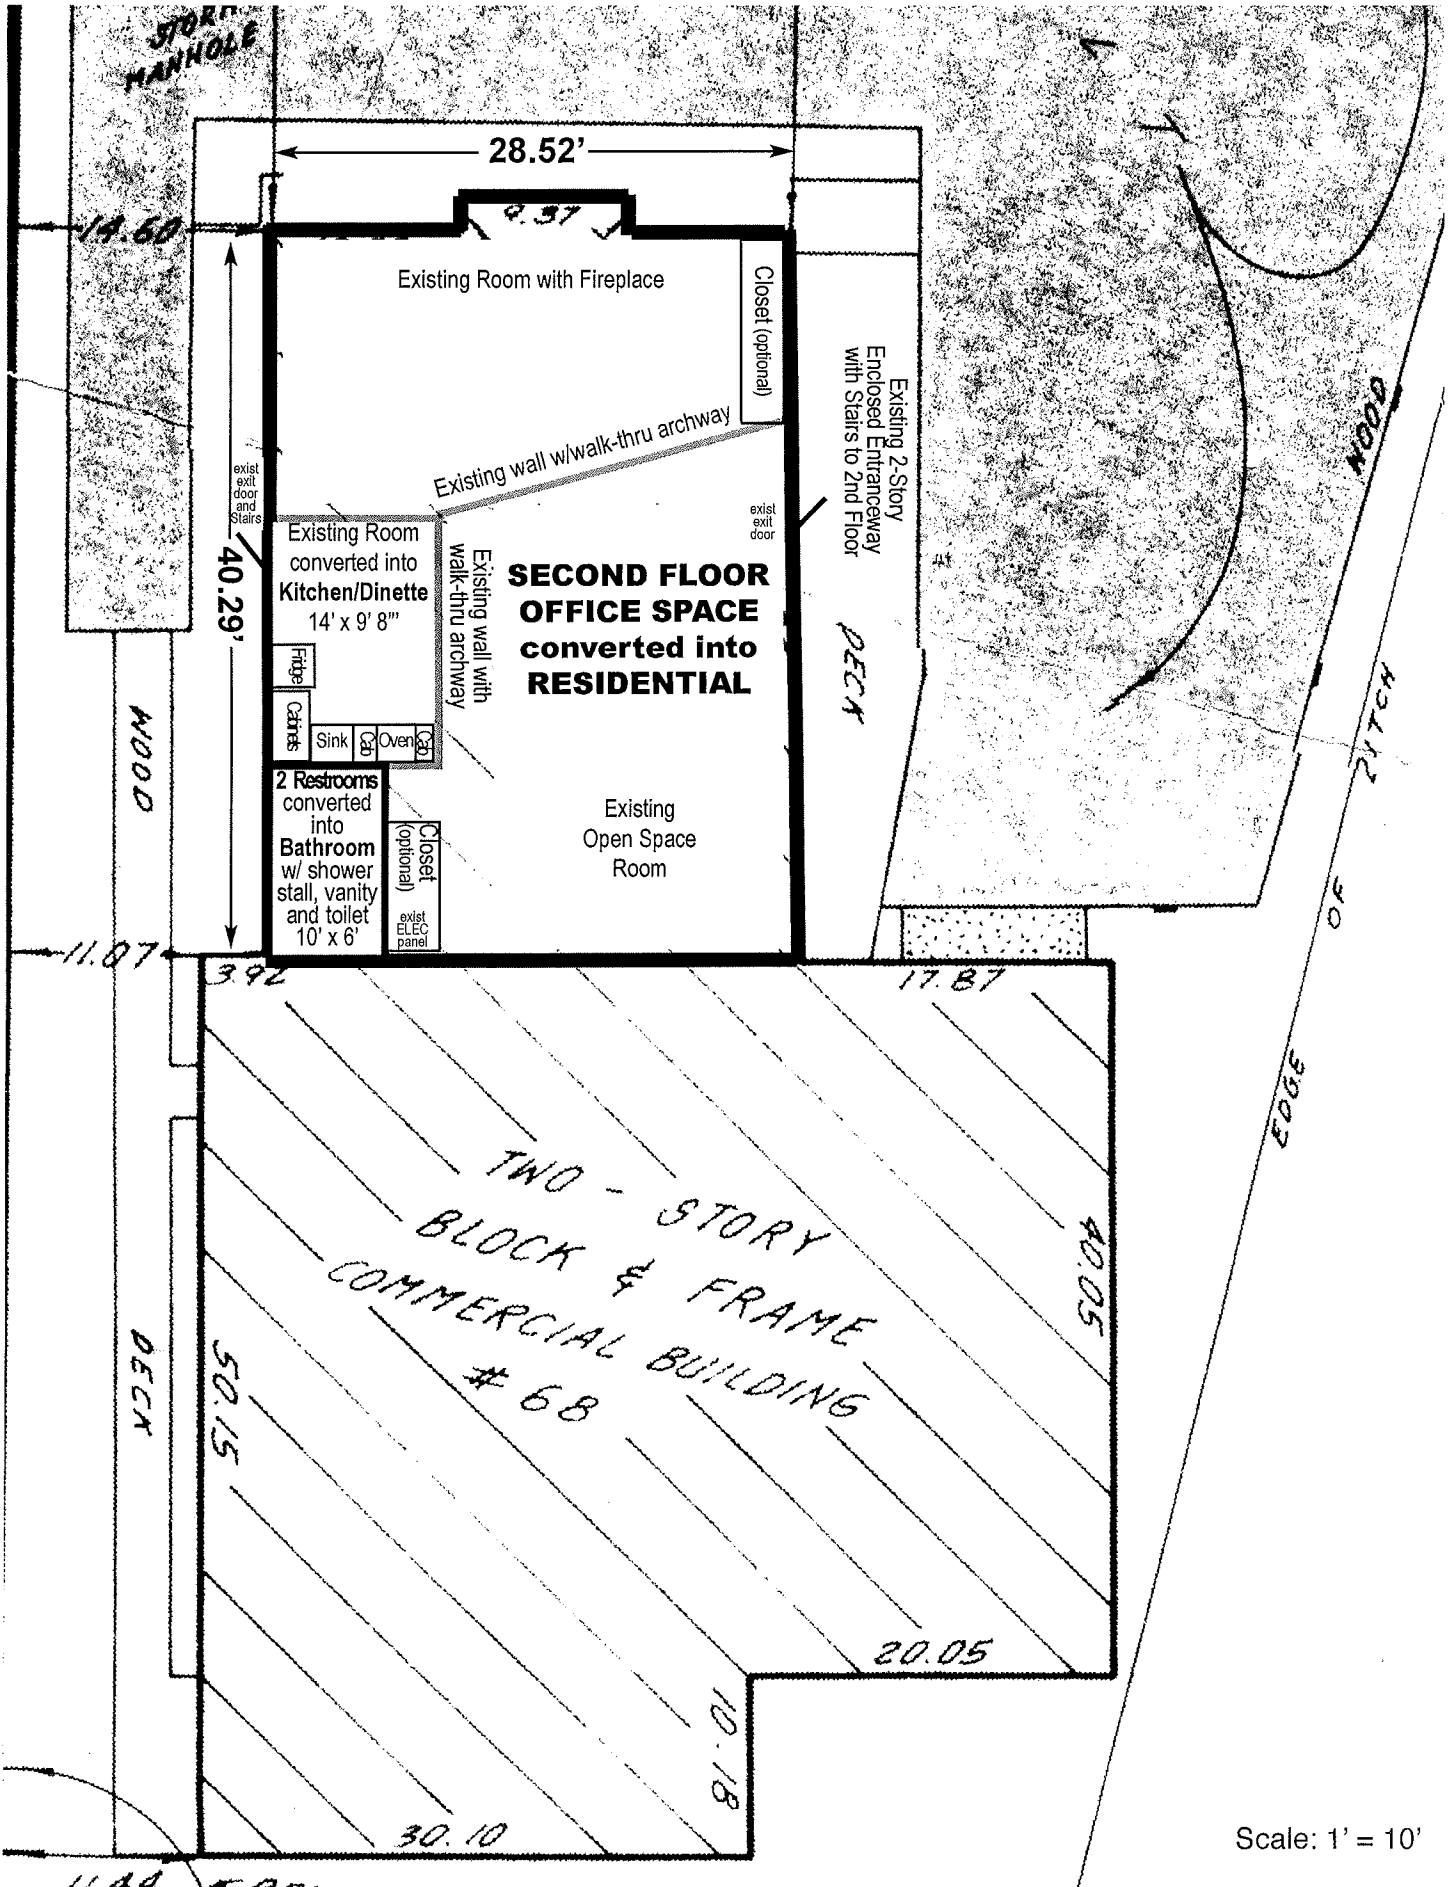 STORM
MANHOLE
28.52'
9.37
14.60
Existing Room with Fireplace
Closet (optional)
Existing 2-Story
Enclosed Entranceway
with Stairs to 2nd Floor
WOOD
Existing wall w/walk-thru archway
exist
exit
door
and
Stairs
40.29'
exist
exit
door
Existing Room
converted into
Kitchen/Dinette
14' x 9' 8'"
Existing wall with
walk-thru archway
SECOND FLOOR
OFFICE SPACE
converted into
RESIDENTIAL
DECK
Fridge
Cabinets
Sink
Cab
Oven
Cab
WOOD
2 Restrooms
converted
into
Bathroom
w/ shower
stall, vanity
and toilet
10' x 6'
Closet
(optional)
exist
ELEC
panel
Existing
Open Space
Room
EDGE OF DITCH
11.07
3.92
17.87
TWO - STORY
BLOCK & FRAME
COMMERCIAL BUILDING
# 68
40.05
DECK
50.15
20.05
10.18
30.10
Scale: 1' = 10'
11.44